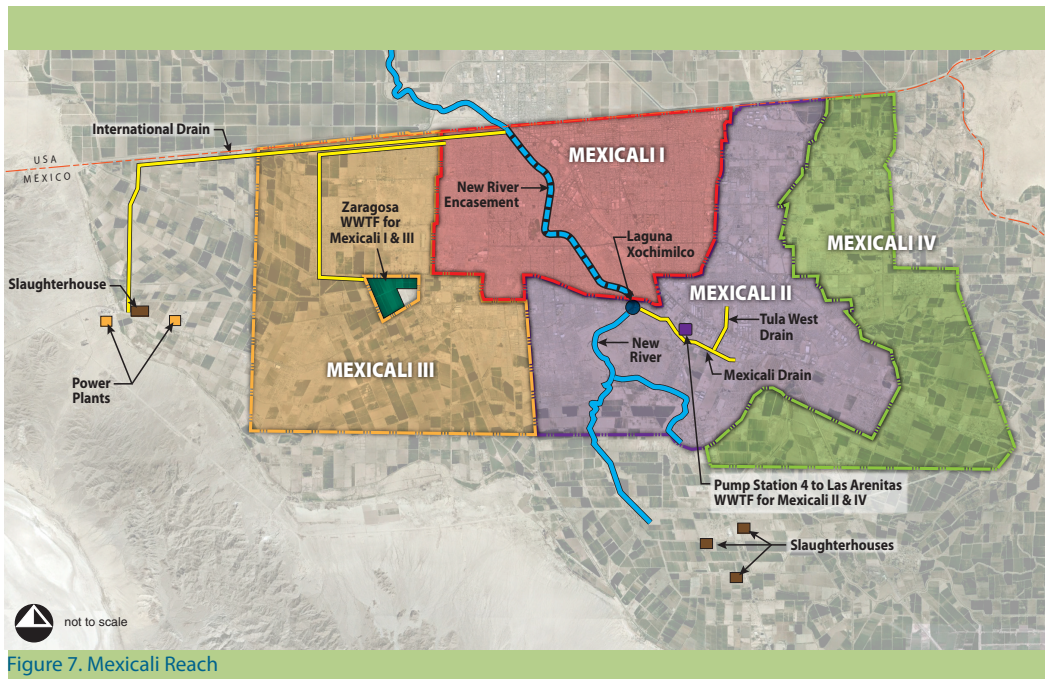 International Drain
USA
MEXICO
MEXICALI I
New River
Encasement
Zaragosa
WWTF for
Mexicali I & III
Laguna
Xochimilco
MEXICALI IV
Slaughterhouse
MEXICALI II
Tula West
Drain
New
River
MEXICALI III
Mexicali Drain
Power
Plants
Pump Station 4 to Las Arenitas
WWTF for Mexicali II & IV
Slaughterhouses
not to scale
Figure 7. Mexicali Reach